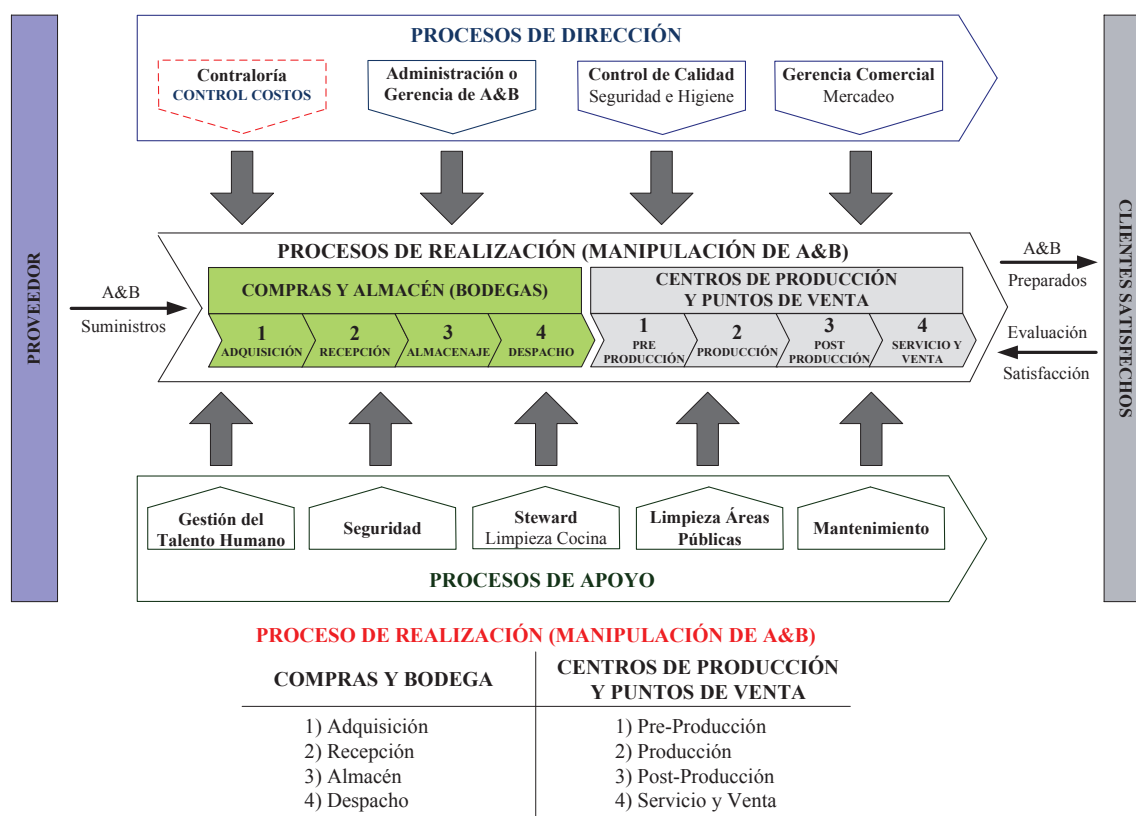 PROCESOS DE DIRECCIÓN
Contraloría
CONTROL COSTOS
Administración o
Gerencia de A&B
Control de Calidad
Seguridad e Higiene
Gerencia Comercial
Mercadeo
PROVEEDOR
A&B
Suministros
PROCESOS DE REALIZACIÓN (MANIPULACIÓN DE A&B)
COMPRAS Y ALMACÉN (BODEGAS)
1
ADQUISICIÓN
2
RECEPCIÓN
3
ALMACENAJE
4
DESPACHO
CENTROS DE PRODUCCIÓN
Y PUNTOS DE VENTA
1
PRE
PRODUCCIÓN
2
PRODUCCIÓN
3
POST
PRODUCCIÓN
4
SERVICIO Y
VENTA
A&B
Preparados
Evaluación
Satisfacción
CLIENTES SATISFECHOS
Gestión del
Talento Humano
Seguridad
Steward
Limpieza Cocina
Limpieza Áreas
Públicas
Mantenimiento
PROCESOS DE APOYO
PROCESO DE REALIZACIÓN (MANIPULACIÓN DE A&B)
COMPRAS Y BODEGA
1) Adquisición
2) Recepción
3) Almacén
4) Despacho
CENTROS DE PRODUCCIÓN
Y PUNTOS DE VENTA
1) Pre-Producción
2) Producción
3) Post-Producción
4) Servicio y Venta